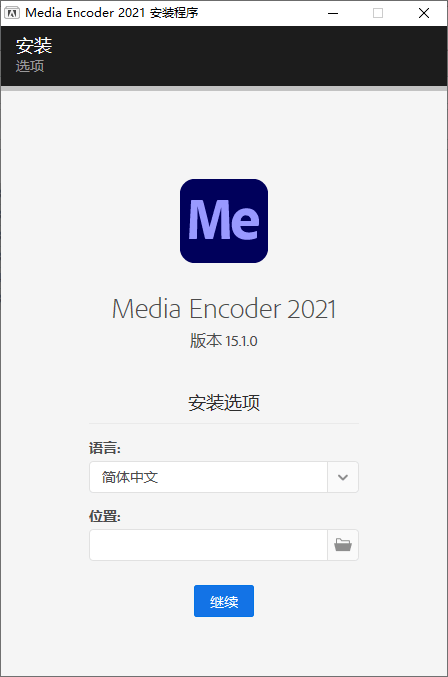 Media Encoder 2021 安装程序
安装
选项
Me
Media Encoder 2021
版本 15.1.0
安装选项
语言:
简体中文
位置:
继续